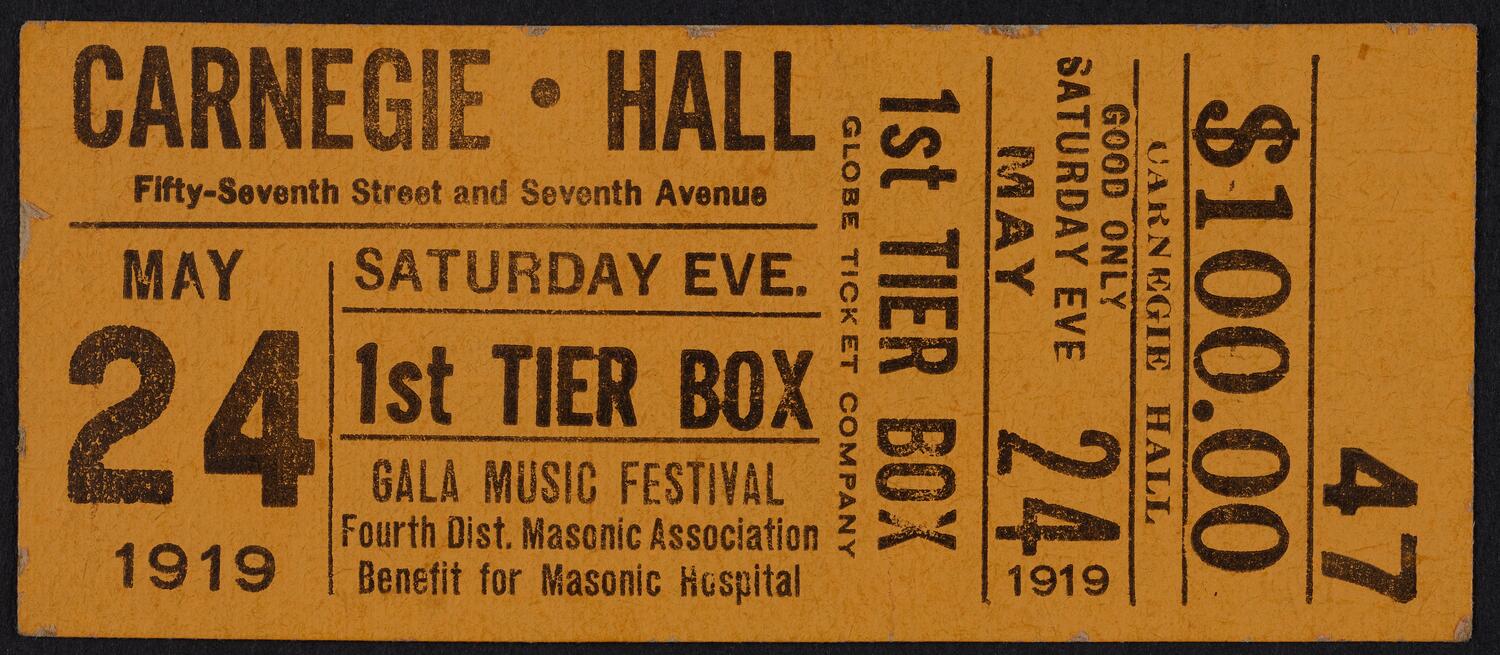 CARNEGIE • HALL
Fifty-Seventh Street and Seventh Avenue
MAY
24
1919
SATURDAY EVE.
1st TIER BOX
GALA MUSIC FESTIVAL
Fourth Dist. Masonic Association
Benefit for Masonic Hospital
GLOBE TICKET COMPANY
1st TIER BOX
MAY 24
1919
SATURDAY EVE
GOOD ONLY
CARNEGIE HALL
$100.00
47